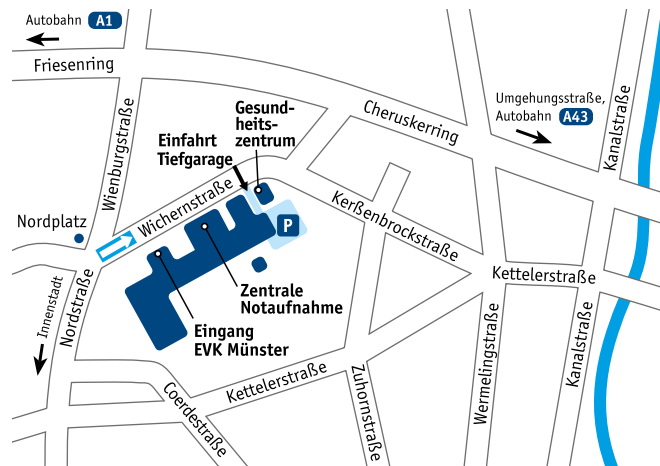 Autobahn A1
Friesenring
Wienburgstraße
Gesund-
heits-
zentrum
Einfahrt
Tiefgarage
Cheruskerring
Umgehungsstraße,
Autobahn A43
Kanalstraße
Wichernstraße
Nordplatz
P
Kerßenbrockstraße
Kettelerstraße
Innenstadt
Nordstraße
Zentrale
Notaufnahme
Eingang
EVK Münster
Kettelerstraße
Coerdestraße
Zuhornstraße
Wermelingstraße
Kanalstraße